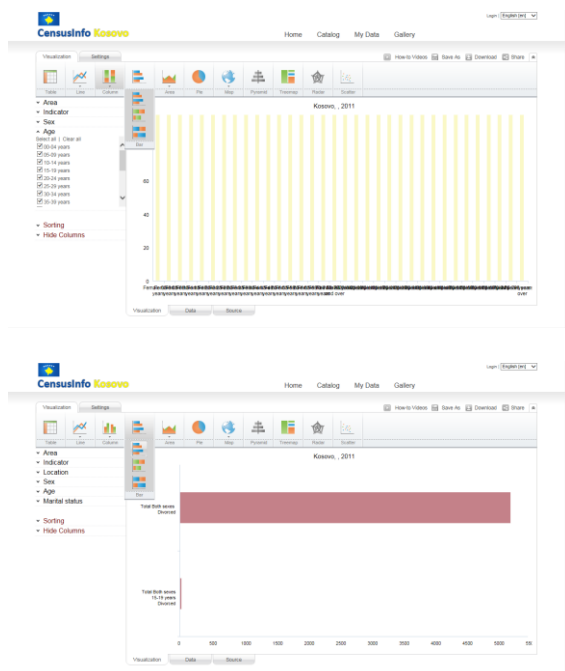 Login | English [en]
CensusInfo Kosovo
Home Catalog My Data Gallery
Visualization Settings
How-to Videos Save As Download Share
Table Line Column Area Pie Map Pyramid Treemap Radar Scatter
Bar
Area
Indicator
Sex
Age
Select all | Clear all
00-04 years
05-09 years
10-14 years
15-19 years
20-24 years
25-29 years
30-34 years
35-39 years
Sorting
Hide Columns
Kosovo, , 2011
60
40
20
0
Visualization Data Source
Login | English [en]
CensusInfo Kosovo
Home Catalog My Data Gallery
Visualization Settings
How-to Videos Save As Download Share
Table Line Column Area Pie Map Pyramid Treemap Radar Scatter
Bar
Area
Indicator
Location
Sex
Age
Marital status
Sorting
Hide Columns
Kosovo, , 2011
Total Both sexes
Divorced
Total Both sexes
15-19 years
Divorced
0 500 1000 1500 2000 2500 3000 3500 4000 4500 5000
Visualization Data Source